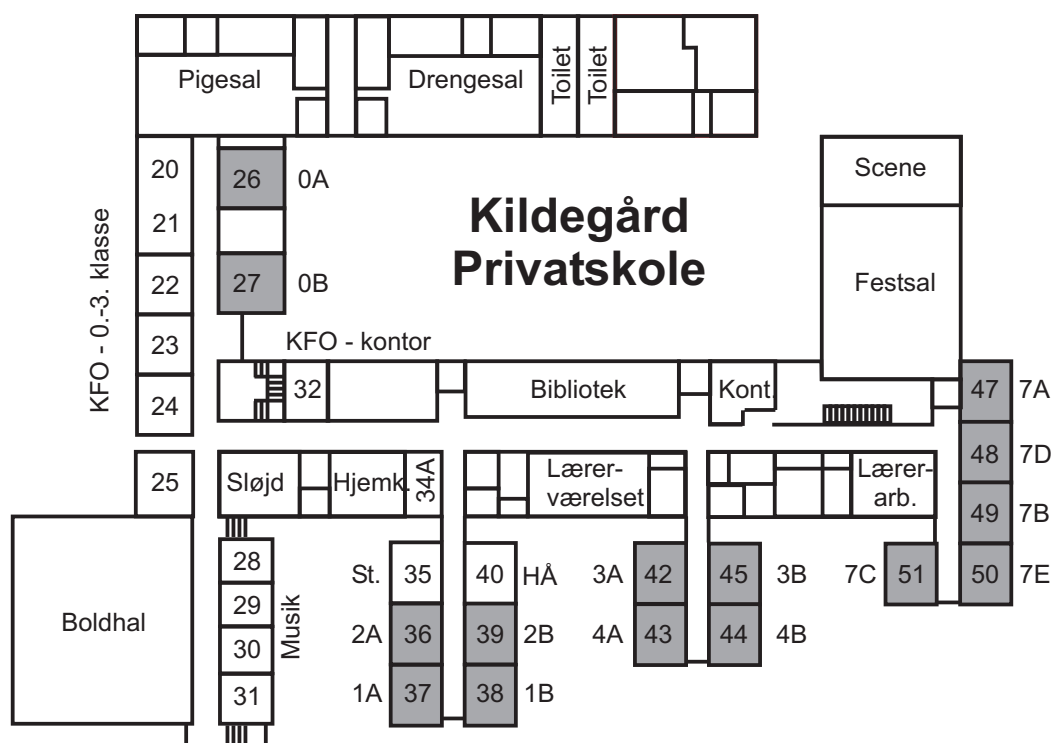 Pigesal
Drengesal
Toilet
Toilet
20
26
0A
Scene
21
Kildegård
Privatskole
22
27
0B
Festsal
KFO - 0.-3. klasse
23
KFO - kontor
24
32
Bibliotek
Kont.
47
7A
25
Sløjd
Hjemk.
34A
Lærer-
værelset
Lærer-
arb.
48
7D
49
7B
28
St.
35
40
HÅ
3A
42
45
3B
7C
51
50
7E
Boldhal
29
Musik
30
2A
36
39
2B
4A
43
44
4B
31
1A
37
38
1B